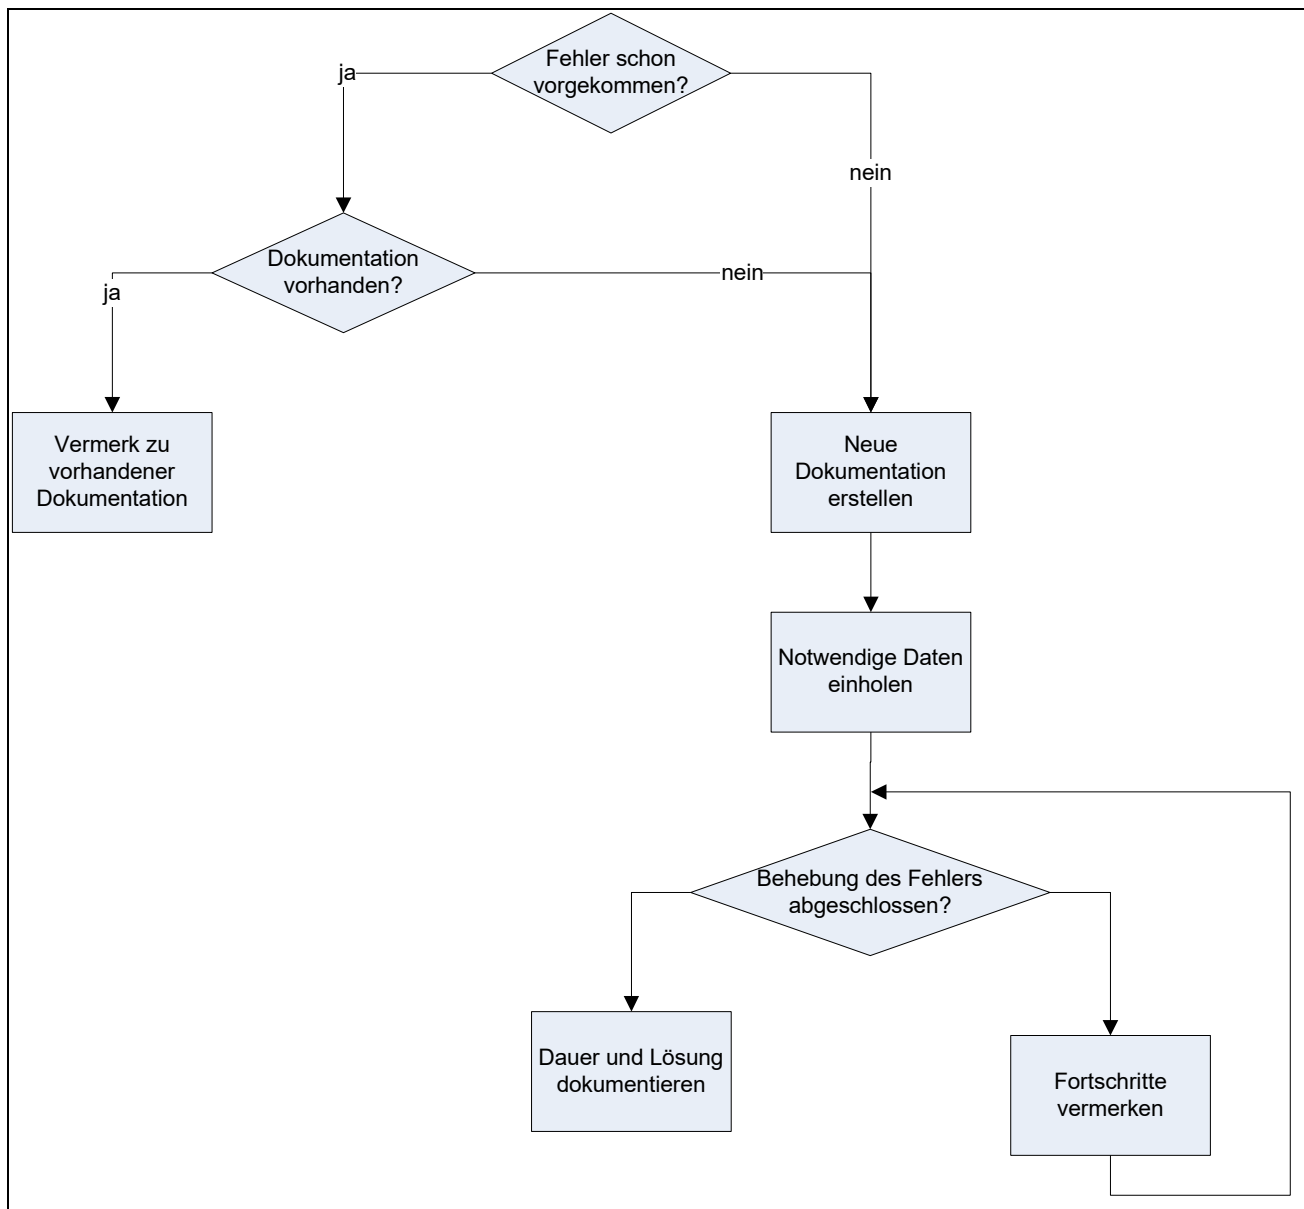 Fehler schon
vorgekommen?
ja
nein
Dokumentation
vorhanden?
nein
ja
Vermerk zu
vorhandener
Dokumentation
Neue
Dokumentation
erstellen
Notwendige Daten
einholen
Behebung des Fehlers
abgeschlossen?
Dauer und Lösung
dokumentieren
Fortschritte
vermerken